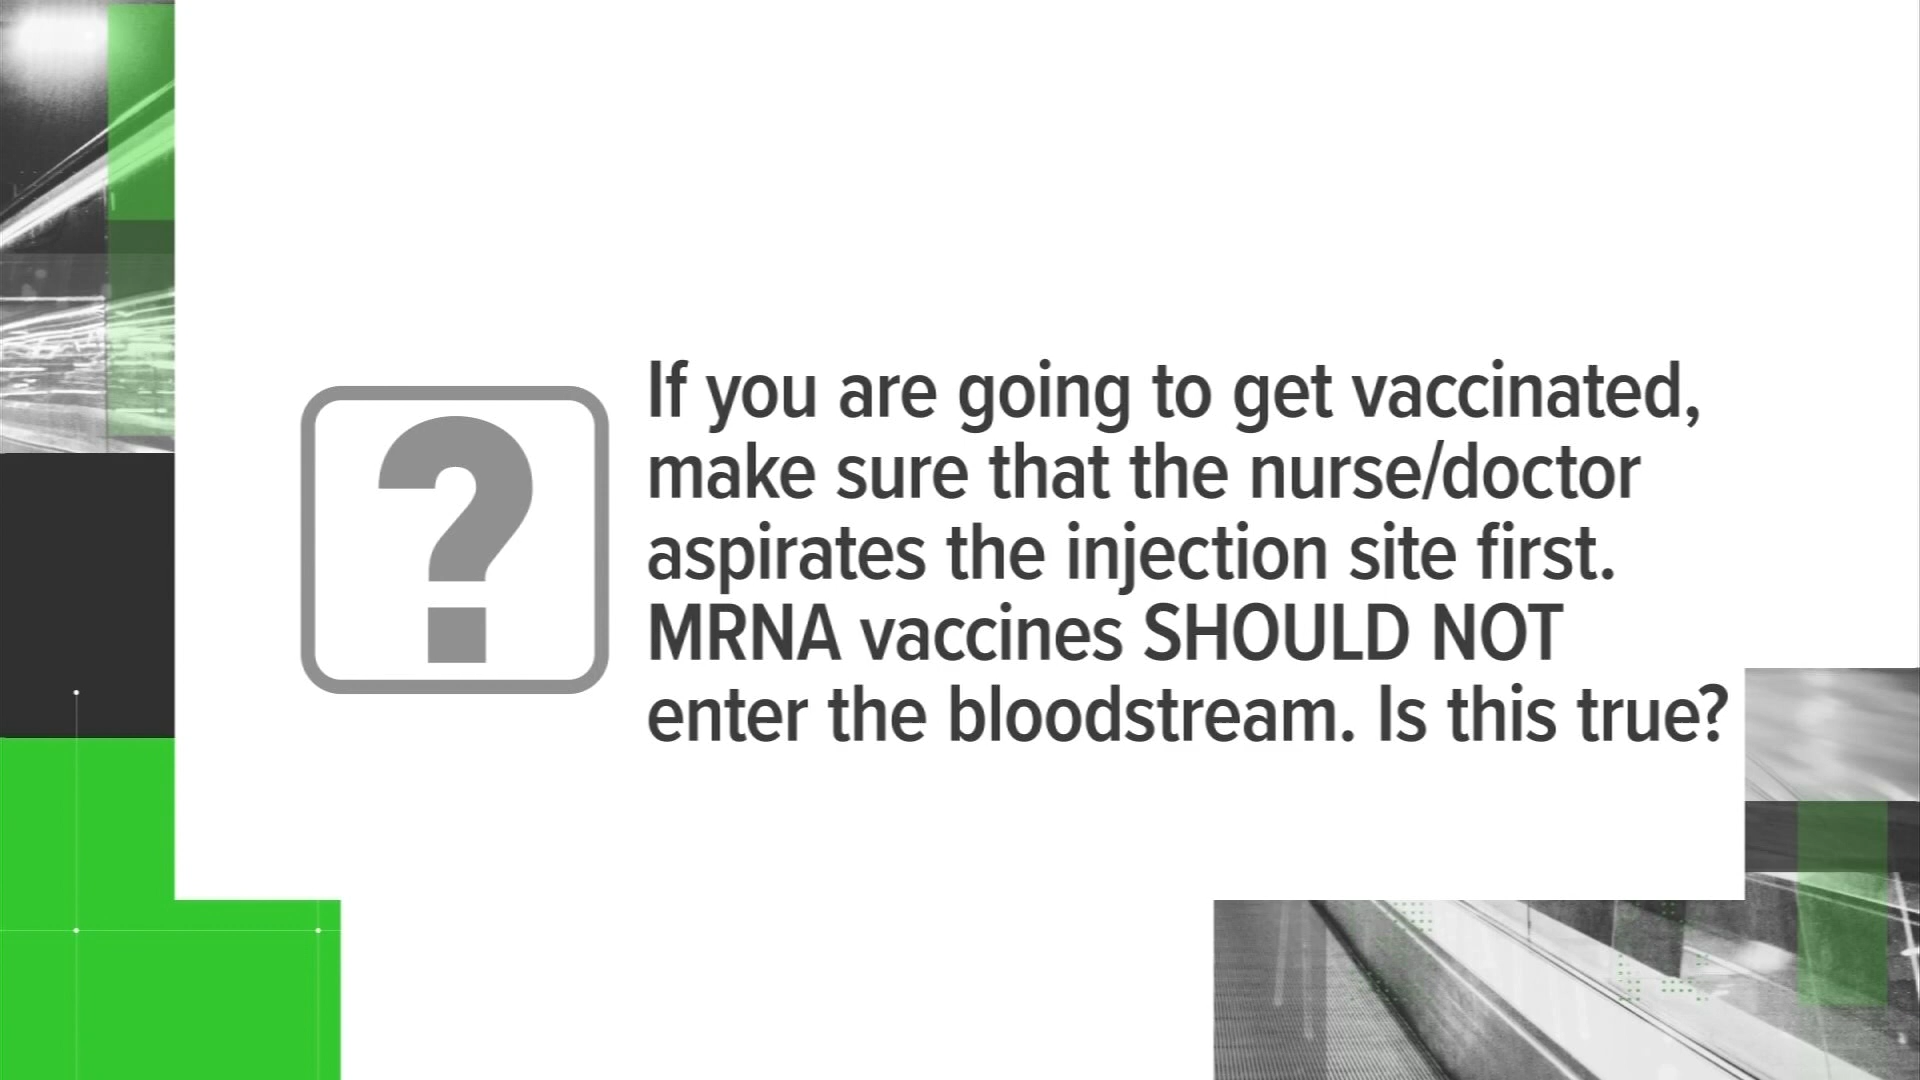 ?
If you are going to get vaccinated,
make sure that the nurse/doctor
aspirates the injection site first.
MRNA vaccines SHOULD NOT
enter the bloodstream. Is this true?